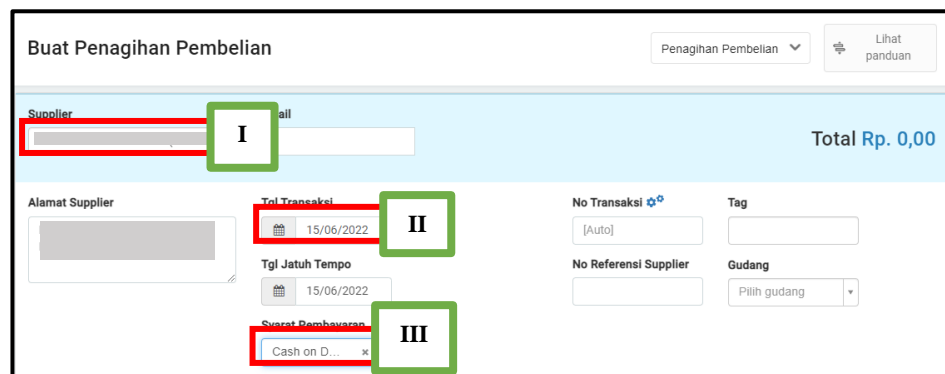 Buat Penagihan Pembelian
Penagihan Pembelian
Lihat
panduan
Supplier
ail
I
Total Rp. 0,00
Alamat Supplier
Tgl Transaksi
15/06/2022
II
No Transaksi
[Auto]
Tag
Tgl Jatuh Tempo
15/06/2022
No Referensi Supplier
Gudang
Pilih gudang
Syarat Pembayaran
Cash on D... ×
III